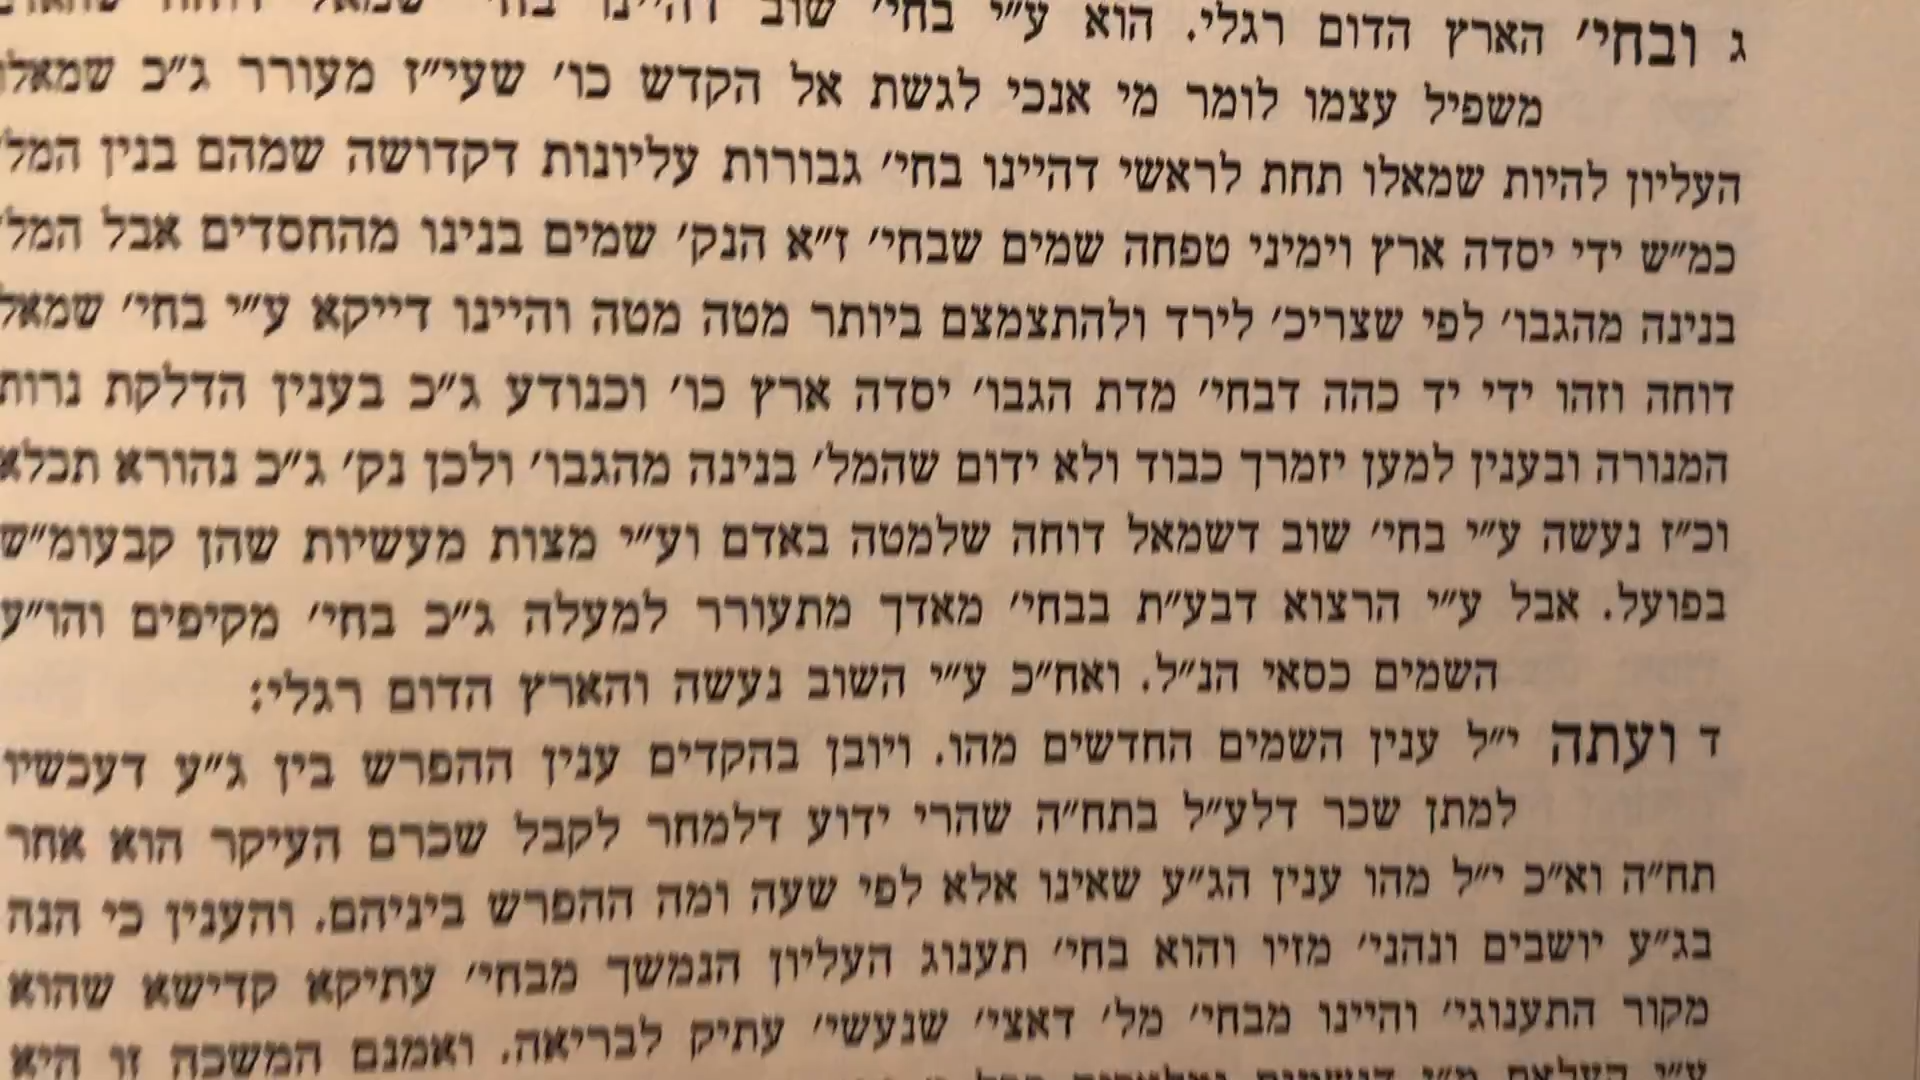 ג ובחי׳ הארץ הדום רגלי. הוא ע״י בחי׳ שוב דהיינו בחי׳ שמאל דוחה
משפיל עצמו לומר מי אנכי לגשת אל הקדש כו׳ שעי״ז מעורר ג״כ שמאלו
העליון להיות שמאלו תחת לראשי דהיינו בחי׳ גבורות עליונות דקדושה שמהם בנין המל׳
כמ״ש ידי יסדה ארץ וימיני טפחה שמים שבחי׳ ז״א הנק׳ שמים בנינו מהחסדים אבל המל׳
בנינה מהגבו׳ לפי שצריכ׳ לירד ולהתצמצם ביותר מטה מטה והיינו דייקא ע״י בחי׳ שמאל
דוחה וזהו ידי יד כהה דבחי׳ מדת הגבו׳ יסדה ארץ כו׳ וכנודע ג״כ בענין הדלקת נרות
המנורה ובענין למען יזמרך כבוד ולא ידום שהמל׳ בנינה מהגבו׳ ולכן נק׳ ג״כ נהורא תכלא
וכ״ז נעשה ע״י בחי׳ שוב דשמאל דוחה שלמטה באדם וע״י מצות מעשיות שהן קבעומ״ש
בפועל. אבל ע״י הרצוא דבע״ת בבחי׳ מאדך מתעורר למעלה ג״כ בחי׳ מקיפים והו״ע
השמים כסאי הנ״ל. ואח״כ ע״י השוב נעשה והארץ הדום רגלי:
ד ועתה י״ל ענין השמים החדשים מהו. ויובן בהקדים ענין ההפרש בין ג״ע דעכשיו
למתן שכר דלע״ל בתח״ה שהרי ידוע דלמחר לקבל שכרם העיקר הוא אחר
תח״ה וא״כ י״ל מהו ענין הג״ע שאינו אלא לפי שעה ומה ההפרש ביניהם. והענין כי הנה
בג״ע יושבים ונהני׳ מזיו והוא בחי׳ תענוג העליון הנמשך מבחי׳ עתיקא קדישא שהוא
מקור התענוגי׳ והיינו מבחי׳ מל׳ דאצי׳ שנעשי׳ עתיק לבריאה. ואמנם המשכה זו היא
ע״י העלאת מ״נ